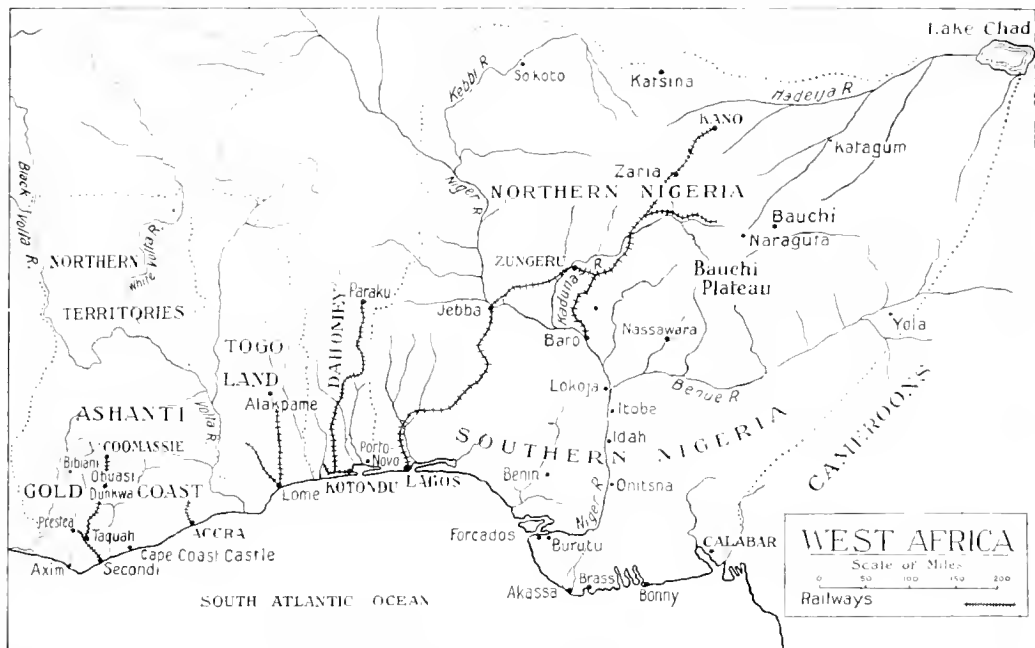 Lake Chad
Kebbi R
Sokoto
Katsina
Hadeija R
KANO
Katagum
Zaria
Niger R
NORTHERN NIGERIA
Bauchi
Naraguta
Black Volta R.
White Volta R
NORTHERN
TERRITORIES
ZUNGERU
Kaduna R
Bauchi
Plateau
Paraku
Jebba
DAHOMEY
Baro
Nassawara
Yola
TOGO
LAND
Atakpame
Lokoja
Benue R
Itobe
ASHANTI
Volta R
COOMASSIE
Bibiani
Obuasi
Dunkwa
GOLD COAST
Porto-
Novo
Idah
SOUTHERN NIGERIA
CAMEROONS
Benin
Onitsha
Niger R
Prestea
Taquah
Lome
KOTONDU
LAGOS
ACCRA
Cape Coast Castle
Axim
Secondi
Forcados
Burutu
CALABAR
Akassa
Brass
Bonny
SOUTH ATLANTIC OCEAN
WEST AFRICA
Scale of Miles
0 50 100 150 200
Railways